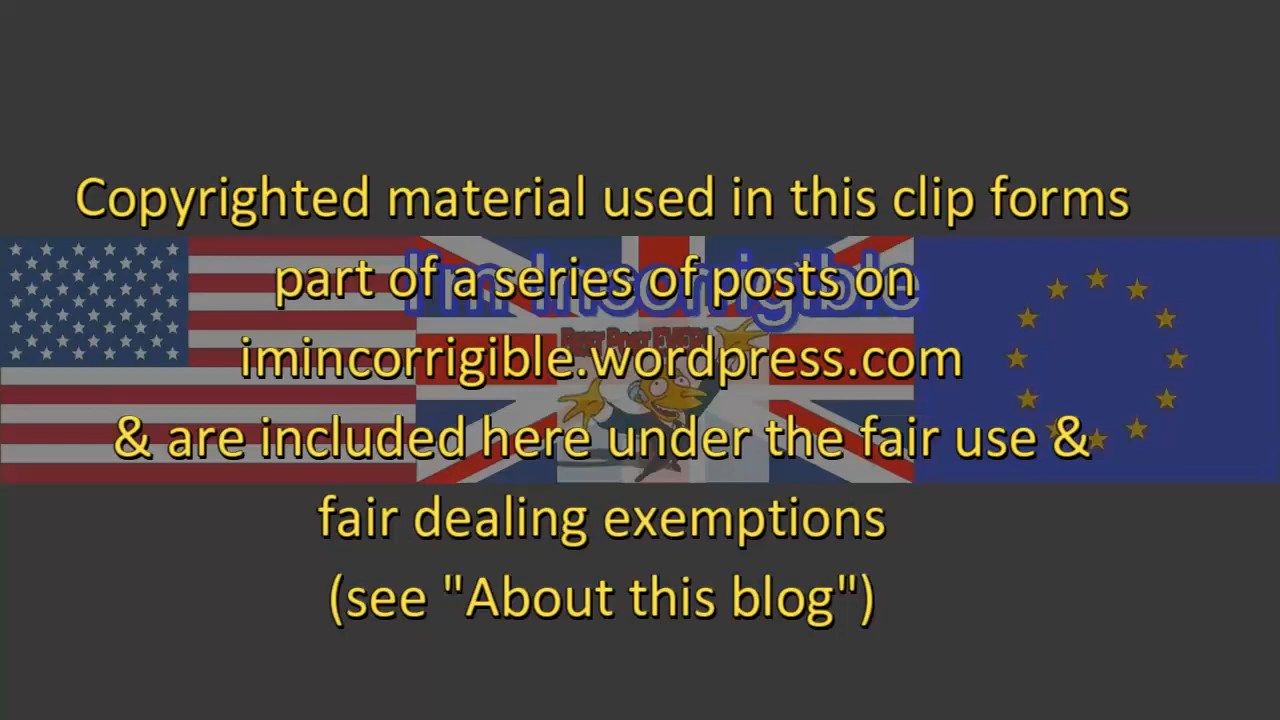 Copyrighted material used in this clip forms
part of a series of posts on
I'm Incorrigible
imincorrigible.wordpress.com
& are included here under the fair use &
fair dealing exemptions
(see "About this blog")